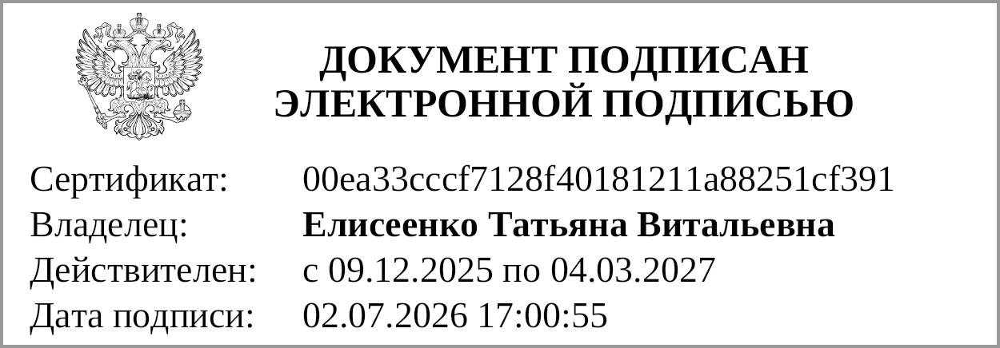 ДОКУМЕНТ ПОДПИСАН
ЭЛЕКТРОННОЙ ПОДПИСЬЮ
Сертификат: 00ea33cccf7128f40181211a88251cf391
Владелец: Елисеенко Татьяна Витальевна
Действителен: с 09.12.2025 по 04.03.2027
Дата подписи: 02.07.2026 17:00:55